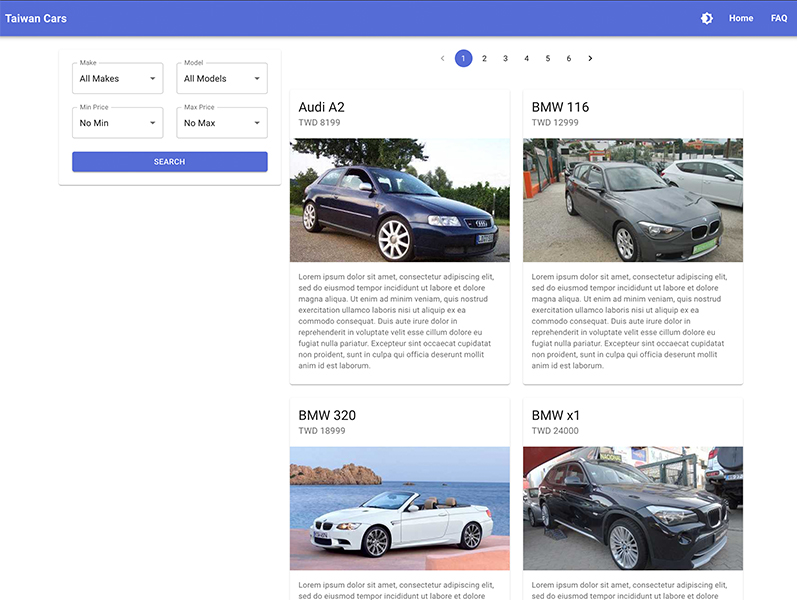 Taiwan Cars
Home
FAQ
Make
All Makes
Model
All Models
Min Price
No Min
Max Price
No Max
SEARCH
1 2 3 4 5 6
Audi A2
TWD 8199
Lorem ipsum dolor sit amet, consectetur adipiscing elit,
sed do eiusmod tempor incididunt ut labore et dolore
magna aliqua. Ut enim ad minim veniam, quis nostrud
exercitation ullamco laboris nisi ut aliquip ex ea
commodo consequat. Duis aute irure dolor in
reprehenderit in voluptate velit esse cillum dolore eu
fugiat nulla pariatur. Excepteur sint occaecat cupidatat
non proident, sunt in culpa qui officia deserunt mollit
anim id est laborum.
BMW 116
TWD 12999
Lorem ipsum dolor sit amet, consectetur adipiscing elit,
sed do eiusmod tempor incididunt ut labore et dolore
magna aliqua. Ut enim ad minim veniam, quis nostrud
exercitation ullamco laboris nisi ut aliquip ex ea
commodo consequat. Duis aute irure dolor in
reprehenderit in voluptate velit esse cillum dolore eu
fugiat nulla pariatur. Excepteur sint occaecat cupidatat
non proident, sunt in culpa qui officia deserunt mollit
anim id est laborum.
BMW 320
TWD 18999
Lorem ipsum dolor sit amet, consectetur adipiscing elit,
sed do eiusmod tempor incididunt ut labore et dolore
BMW x1
TWD 24000
NACIONAL
Lorem ipsum dolor sit amet, consectetur adipiscing elit,
sed do eiusmod tempor incididunt ut labore et dolore